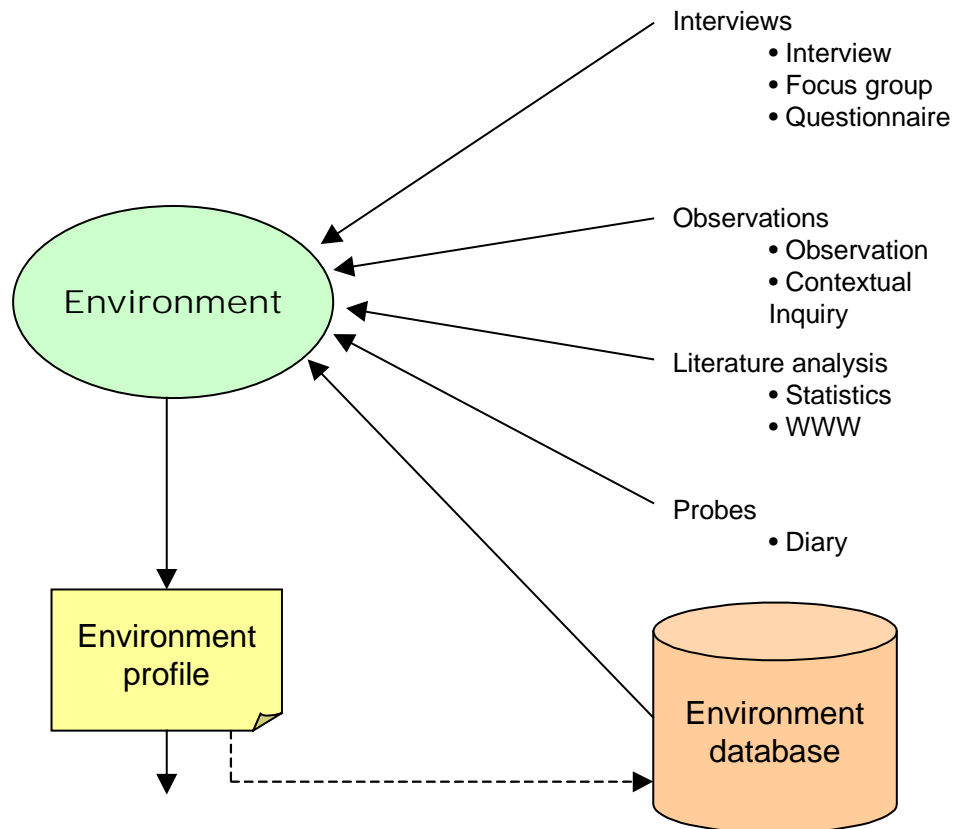 Interviews
• Interview
• Focus group
• Questionnaire
Observations
• Observation
• Contextual
Inquiry
Environment
Literature analysis
• Statistics
• WWW
Probes
• Diary
Environment
profile
Environment
database